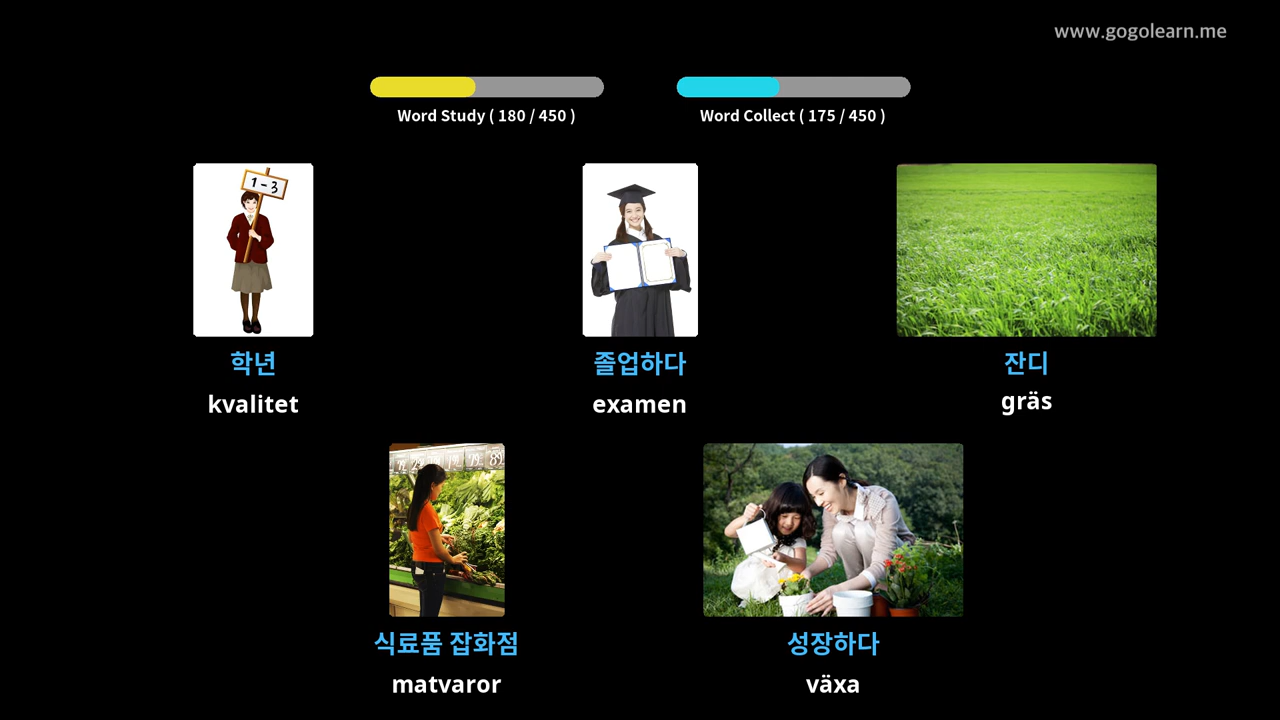 www.gogolearn.me
Word Study ( 180 / 450 )
Word Collect ( 175 / 450 )
1 - 3
학년
kvalitet
졸업하다
examen
잔디
gräs
식료품 잡화점
matvaror
성장하다
växa